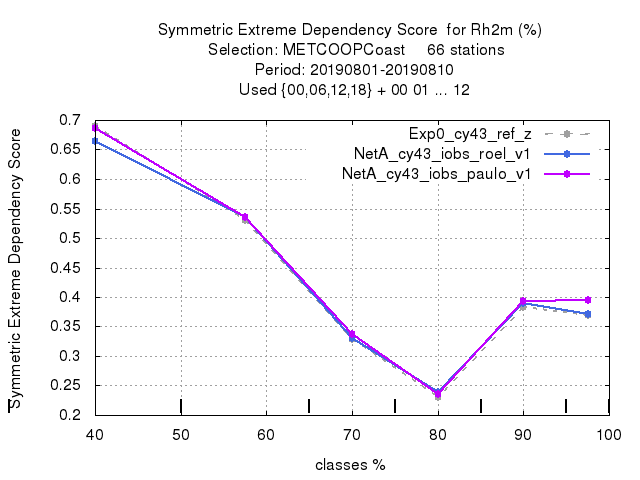 Symmetric Extreme Dependency Score  for Rh2m (%)
Selection: METCOOPCoast     66 stations
Period: 20190801-20190810
Used {00,06,12,18} + 00 01 ... 12
Symmetric Extreme Dependency Score
0.7
0.65
0.6
0.55
0.5
0.45
0.4
0.35
0.3
0.25
0.2
Exp0_cy43_ref_z
NetA_cy43_iobs_roel_v1
NetA_cy43_iobs_paulo_v1
40 50 60 70 80 90 100
classes %